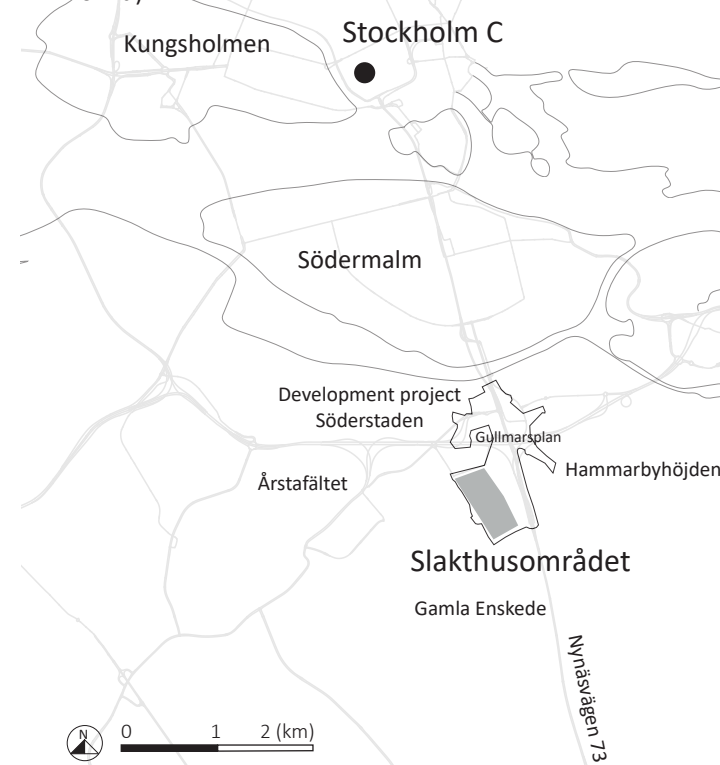 Stockholm C
Kungsholmen
Södermalm
Development project
Söderstaden
Gullmarsplan
Hammarbyhöjden
Årstafältet
Slakthusområdet
Gamla Enskede
Nynäsvägen 73
N
0 1 2 (km)